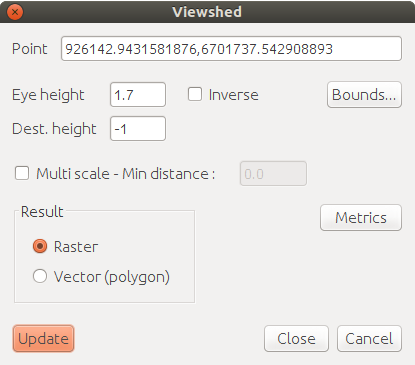 Viewshed
Point 926142.9431581876,6701737.542908893
Eye height 1.7 Inverse Bounds...
Dest. height -1
Multi scale - Min distance : 0.0
Result
Metrics
Raster
Vector (polygon)
Update Close Cancel